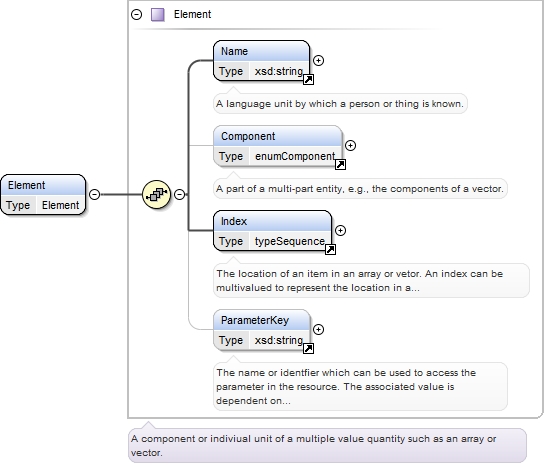 Element
Name
Type xsd:string
A language unit by which a person or thing is known.
Component
Type enumComponent
A part of a multi-part entity, e.g., the components of a vector.
Element
Type Element
Index
Type typeSequence
The location of an item in an array or vetor. An index can be
multivalued to represent the location in a...
ParameterKey
Type xsd:string
The name or identfier which can be used to access the
parameter in the resource. The associated value is
dependent on...
A component or indiviual unit of a multiple value quantity such as an array or
vector.